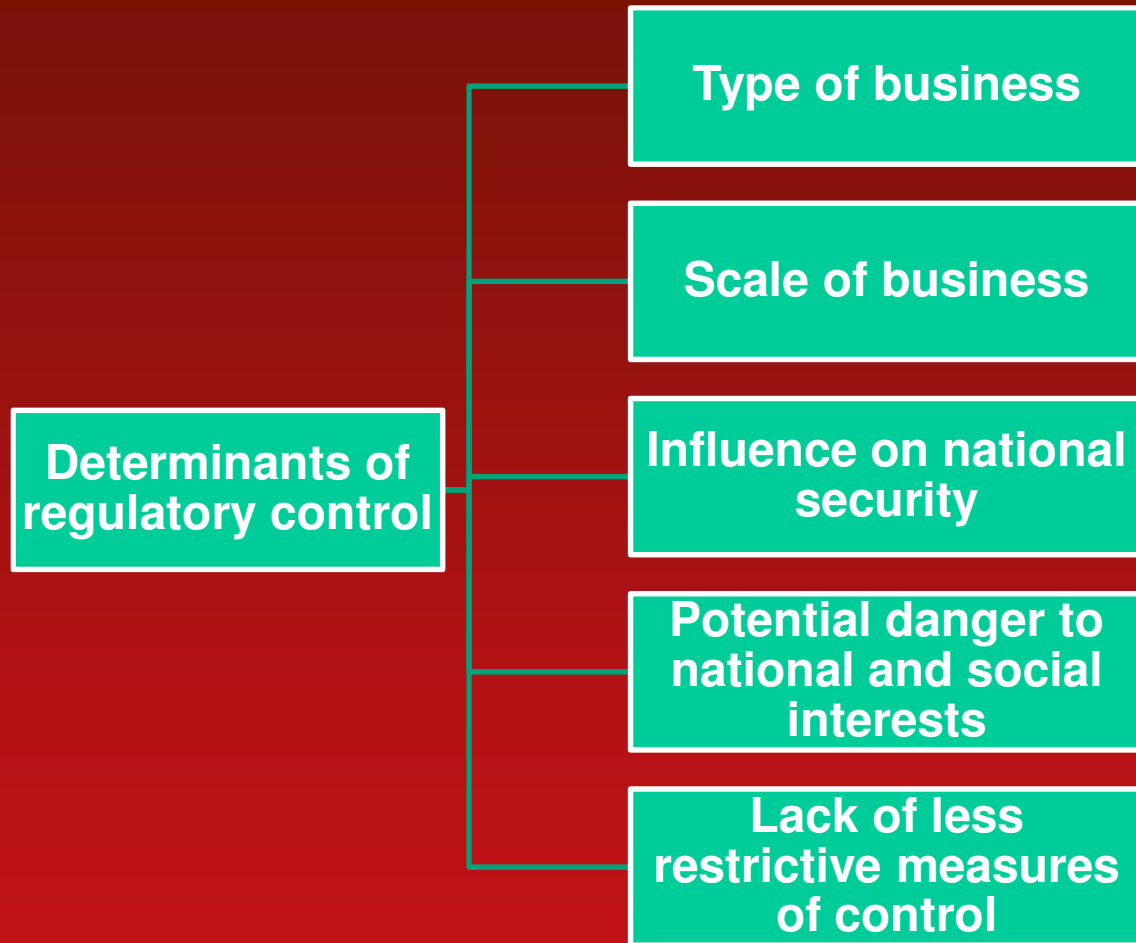 Type of business
Scale of business
Determinants of
regulatory control
Influence on national
security
Potential danger to
national and social
interests
Lack of less
restrictive measures
of control